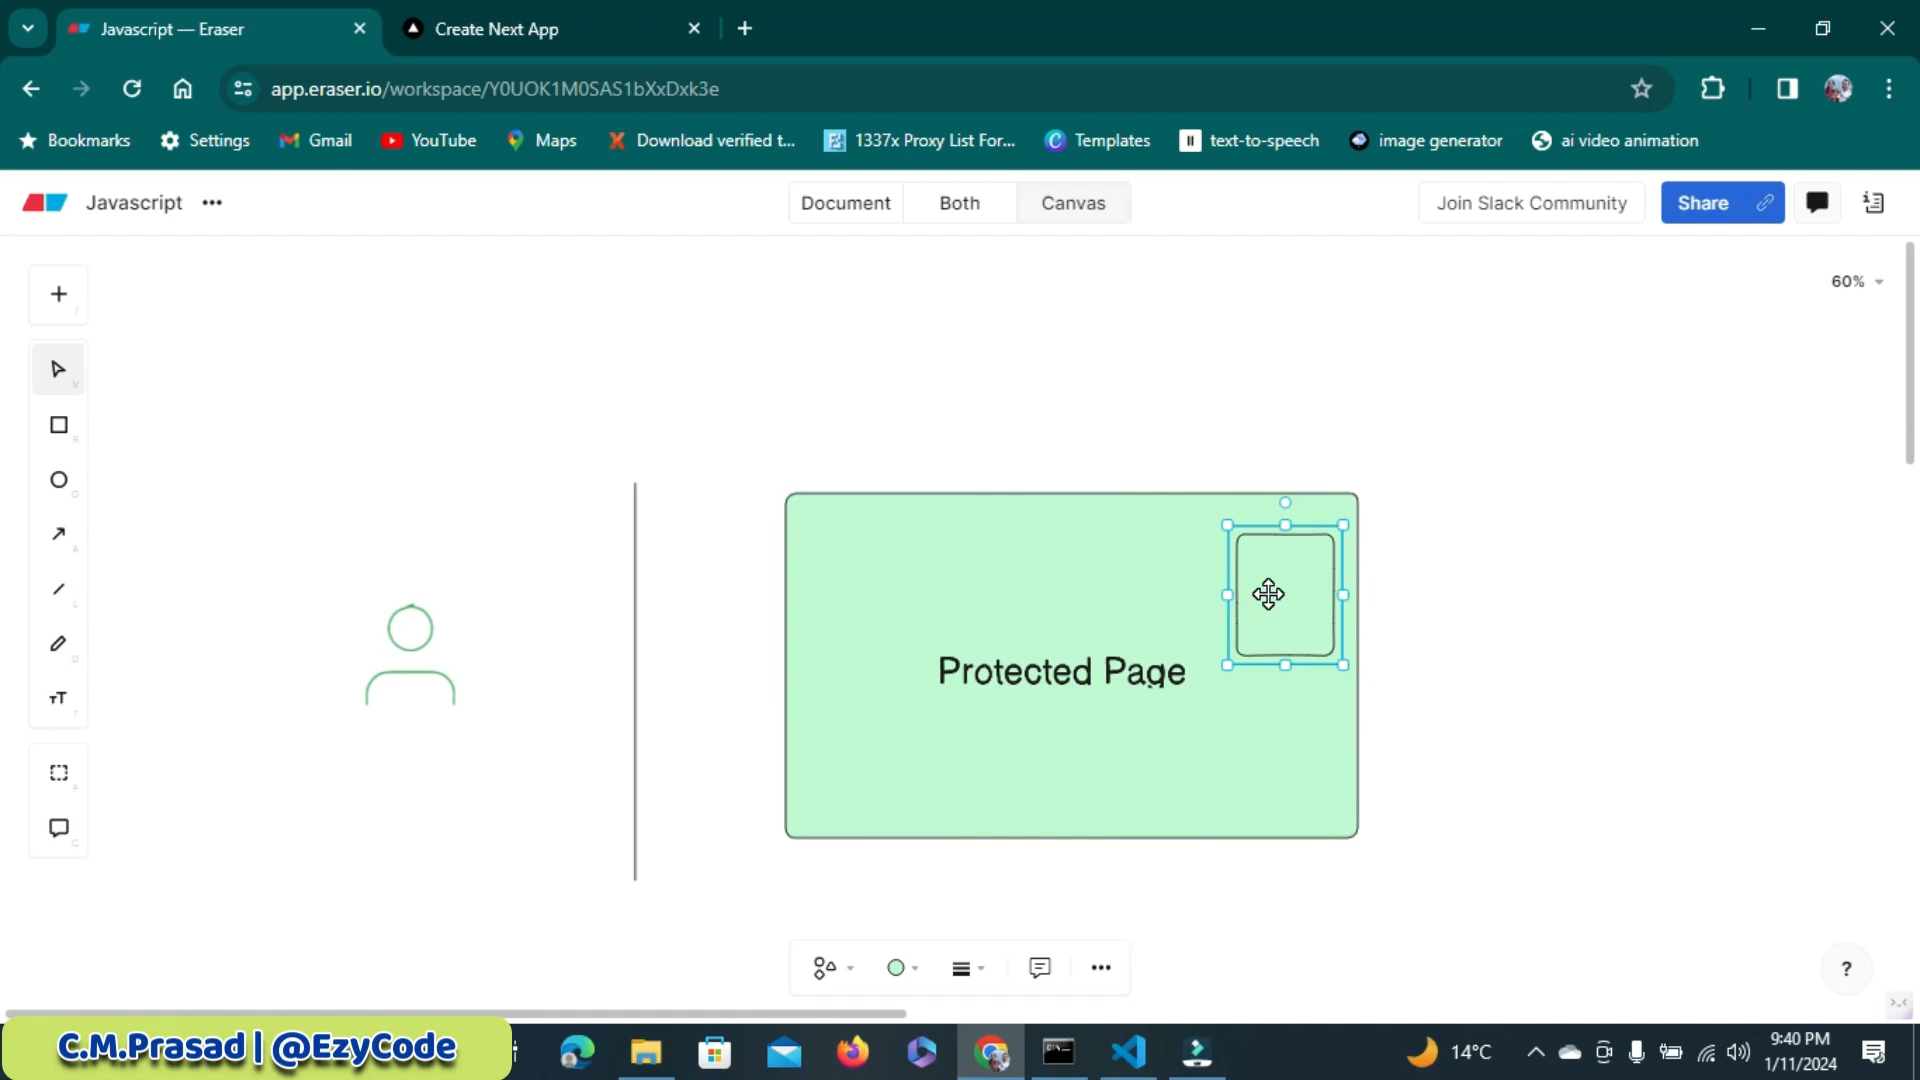 Javascript — Eraser
Create Next App
app.eraser.io/workspace/Y0UOK1M0SAS1bXxDxk3e
Bookmarks
Settings
Gmail
YouTube
Maps
Download verified t...
1337x Proxy List For...
Templates
text-to-speech
image generator
ai video animation
Javascript
Document
Both
Canvas
Join Slack Community
Share
60%
Protected Page
C.M.Prasad | @EzyCode
14°C
9:40 PM
1/11/2024